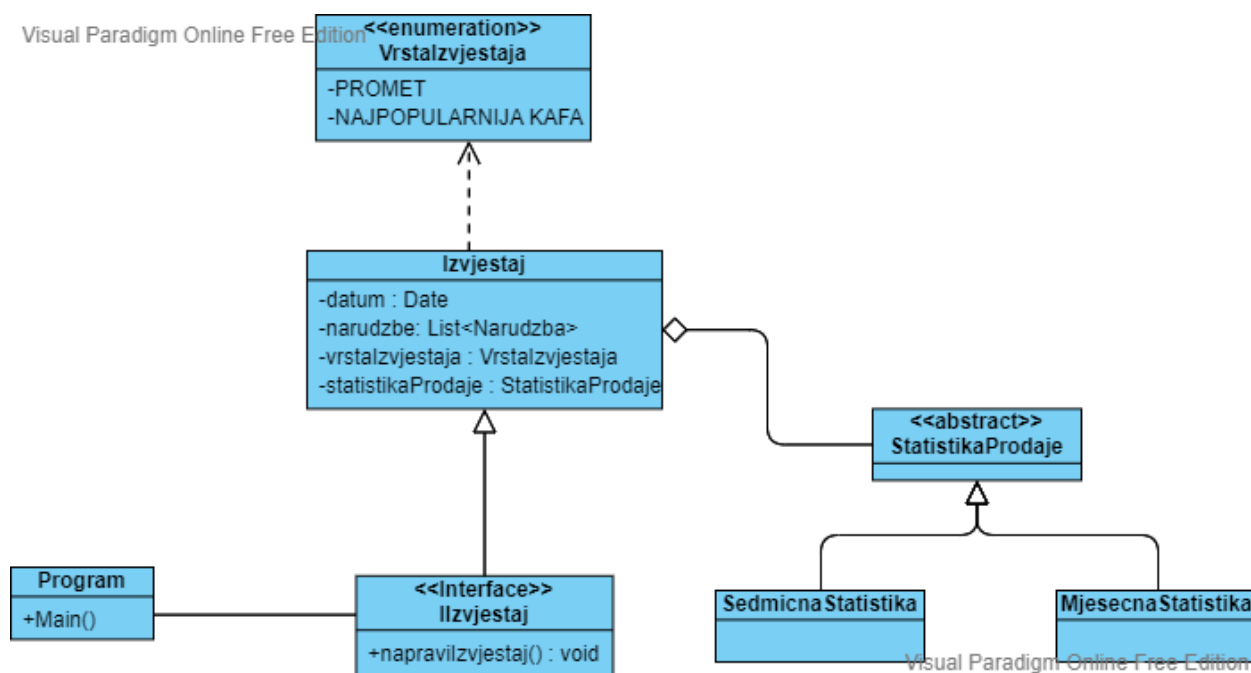 Visual Paradigm Online Free Edition
<<enumeration>>
VrstaIzvjestaja
-PROMET
-NAJPOPULARNIJA KAFA
Izvjestaj
-datum : Date
-narudzbe: List<Narudzba>
-vrstaIzvjestaja : VrstaIzvjestaja
-statistikaProdaje : StatistikaProdaje
<<abstract>>
StatistikaProdaje
Program
+Main()
<<Interface>>
IIzvjestaj
+napraviIzvjestaj() : void
SedmicnaStatistika
MjesecnaStatistika
Visual Paradigm Online Free Edition